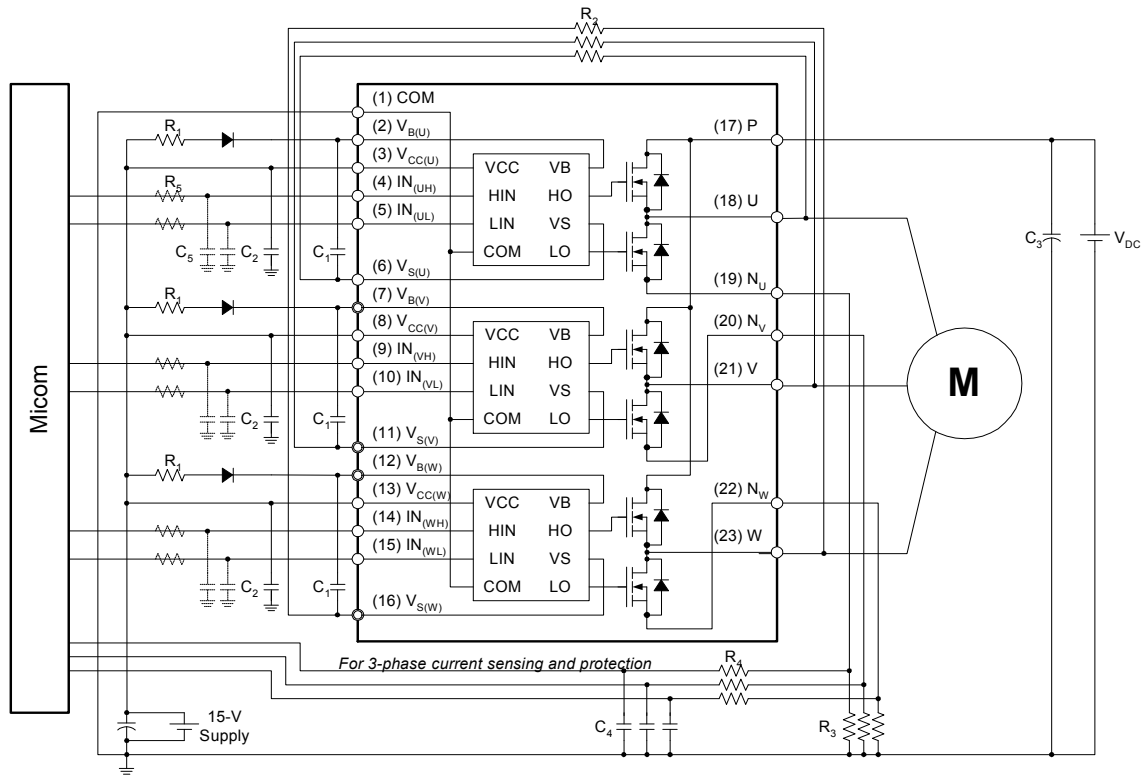 R2
Micom
(1) COM
(2) VB(U)
(3) VCC(U)
(4) IN(UH)
(5) IN(UL)
(6) VS(U)
(7) VB(V)
(8) VCC(V)
(9) IN(VH)
(10) IN(VL)
(11) VS(V)
(12) VB(W)
(13) VCC(W)
(14) IN(WH)
(15) IN(WL)
(16) VS(W)
R1
R5
C5
C2
C1
R1
C2
C1
R1
C2
C1
VCC VB
HIN HO
LIN VS
COM LO
VCC VB
HIN HO
LIN VS
COM LO
VCC VB
HIN HO
LIN VS
COM LO
(17) P
(18) U
(19) NU
(20) NV
(21) V
(22) NW
(23) W
C3
VDC
M
For 3-phase current sensing and protection
R4
15-V
Supply
C4
R3